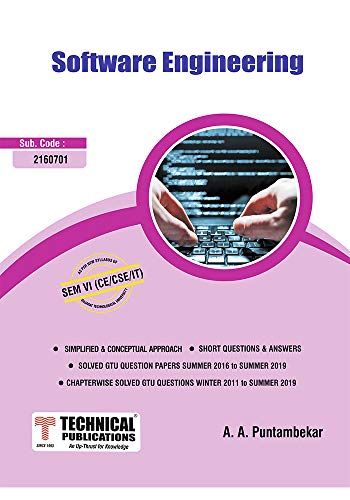 Software Engineering
Sub. Code :
2160701
AS PER NEW SYLLABUS OF
SEM VI (CE/CSE/IT)
GUJARAT TECHNOLOGICAL UNIVERSITY
• SIMPLIFIED & CONCEPTUAL APPROACH • SHORT QUESTIONS & ANSWERS
• SOLVED GTU QUESTION PAPERS SUMMER 2016 to SUMMER 2019
• CHAPTERWISE SOLVED GTU QUESTIONS WINTER 2011 to SUMMER 2019
TECHNICAL
PUBLICATIONS
SINCE 1993
An Up-Thrust for Knowledge
A. A. Puntambekar